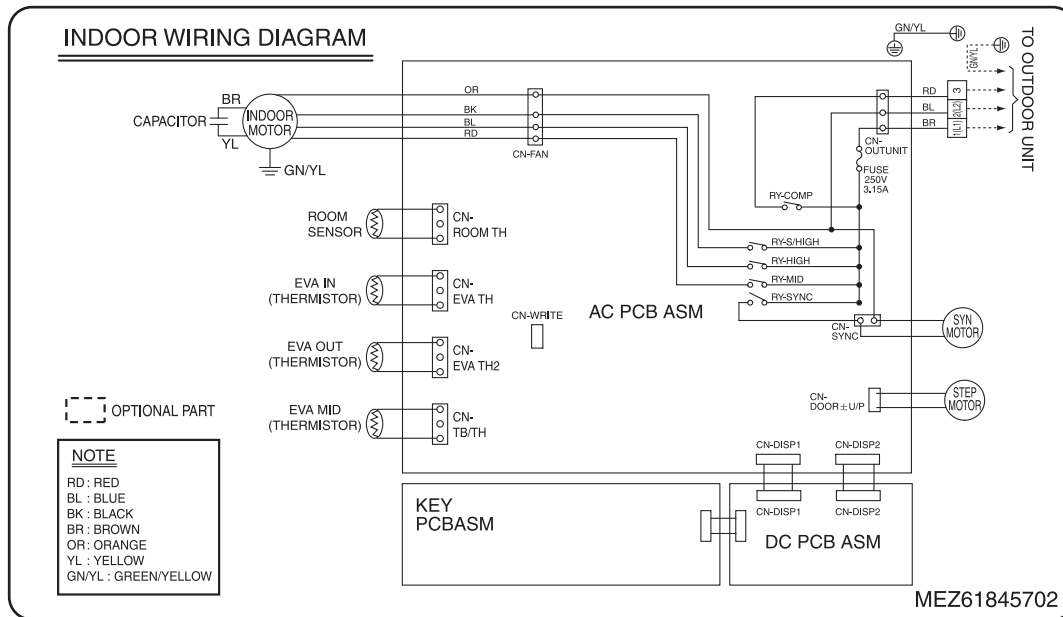 INDOOR WIRING DIAGRAM
GN/YL
GN/YL
TO OUTDOOR UNIT
BR
CAPACITOR
YL
INDOOR
MOTOR
GN/YL
OR
BK
BL
RD
CN-FAN
RD
BL
BR
3
2(L2)
1(L1)
CN-
OUTUNIT
FUSE
250V
3.15A
RY-COMP
RY-S/HIGH
RY-HIGH
RY-MID
RY-SYNC
ROOM
SENSOR
CN-
ROOM TH
EVA IN
(THERMISTOR)
CN-
EVA TH
EVA OUT
(THERMISTOR)
CN-
EVA TH2
EVA MID
(THERMISTOR)
CN-
TB/TH
CN-WRITE
AC PCB ASM
CN-
SYNC
SYN
MOTOR
CN-
DOOR±U/P
STEP
MOTOR
OPTIONAL PART
NOTE
RD : RED
BL : BLUE
BK : BLACK
BR : BROWN
OR : ORANGE
YL : YELLOW
GN/YL : GREEN/YELLOW
CN-DISP1
CN-DISP2
CN-DISP1
CN-DISP2
KEY
PCBASM
DC PCB ASM
MEZ61845702